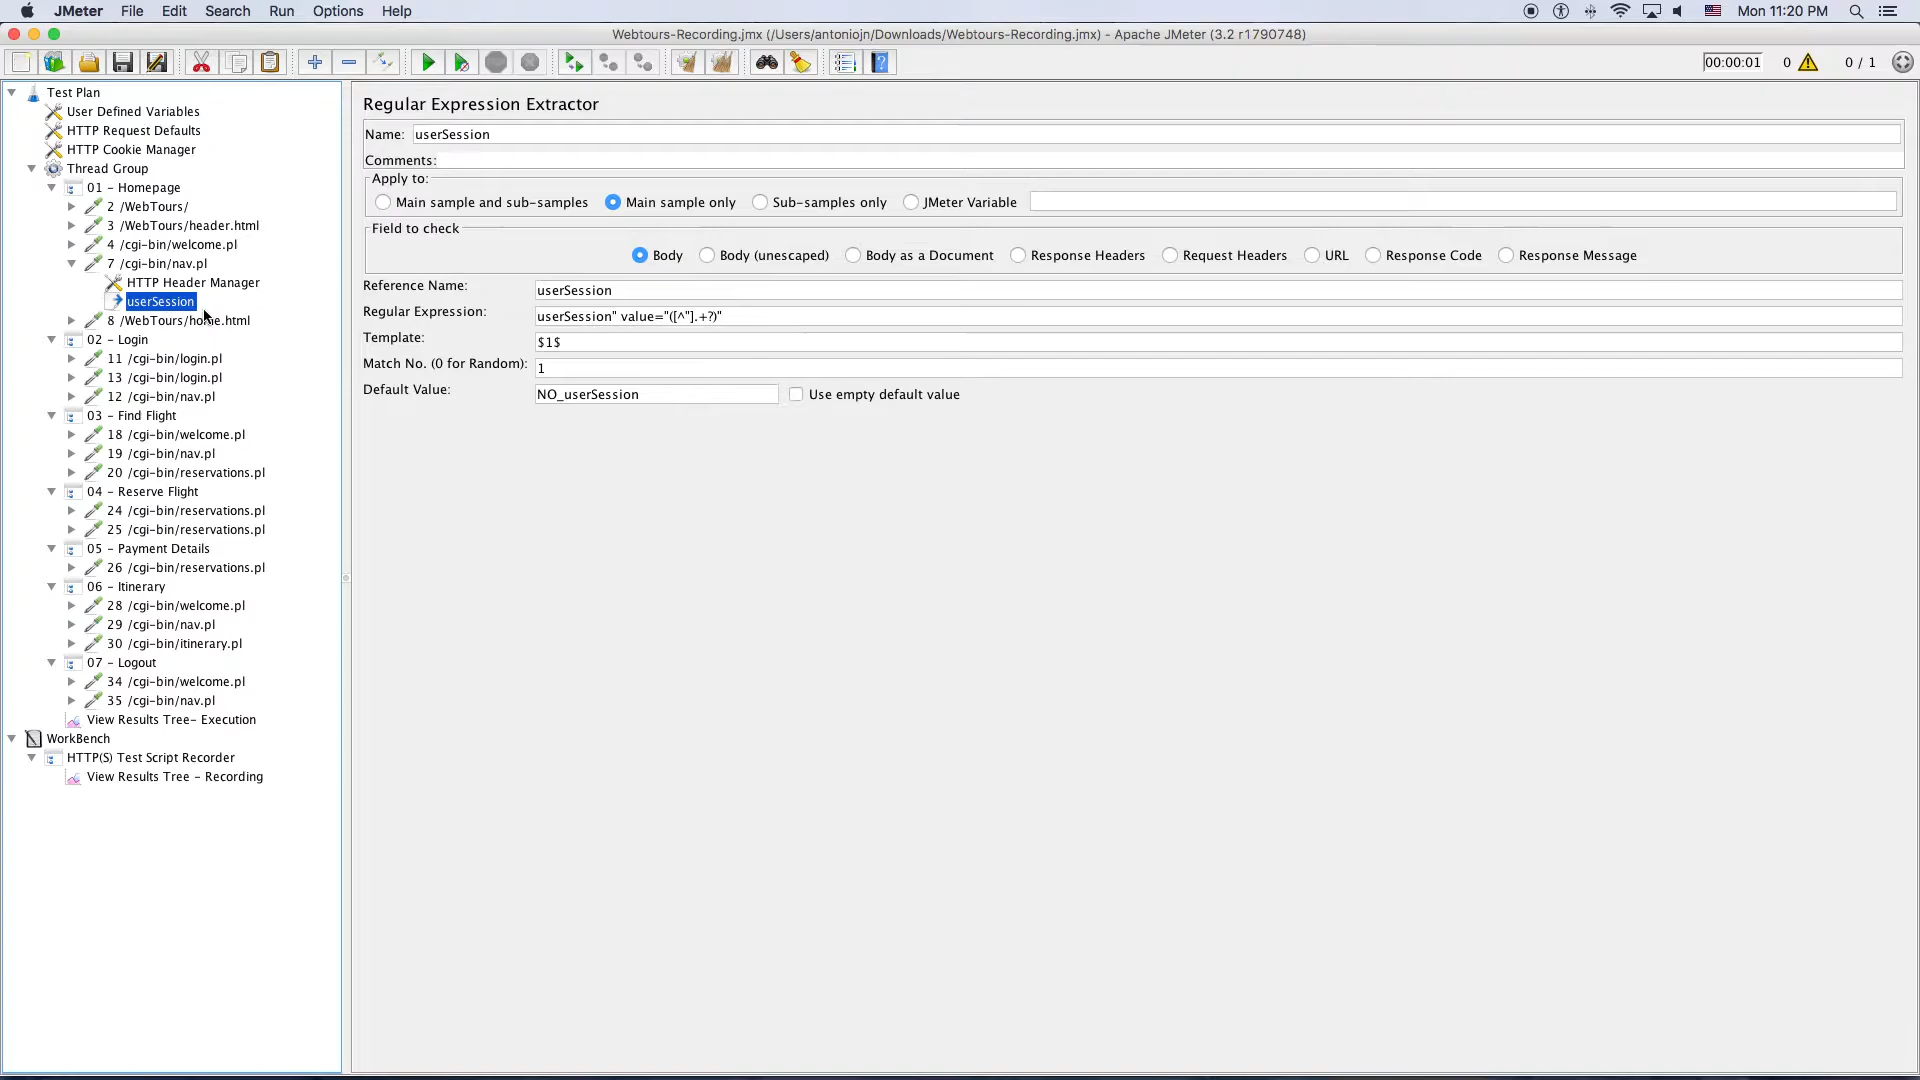 JMeter File Edit Search Run Options Help Mon 11:20 PM
Webtours-Recording.jmx (/Users/antoniojn/Downloads/Webtours-Recording.jmx) - Apache JMeter (3.2 r1790748)
00:00:01 0 0 / 1
Test Plan
User Defined Variables
HTTP Request Defaults
HTTP Cookie Manager
Thread Group
01 - Homepage
2 /WebTours/
3 /WebTours/header.html
4 /cgi-bin/welcome.pl
7 /cgi-bin/nav.pl
HTTP Header Manager
userSession
8 /WebTours/home.html
02 - Login
11 /cgi-bin/login.pl
13 /cgi-bin/login.pl
12 /cgi-bin/nav.pl
03 - Find Flight
18 /cgi-bin/welcome.pl
19 /cgi-bin/nav.pl
20 /cgi-bin/reservations.pl
04 - Reserve Flight
24 /cgi-bin/reservations.pl
25 /cgi-bin/reservations.pl
05 - Payment Details
26 /cgi-bin/reservations.pl
06 - Itinerary
28 /cgi-bin/welcome.pl
29 /cgi-bin/nav.pl
30 /cgi-bin/itinerary.pl
07 - Logout
34 /cgi-bin/welcome.pl
35 /cgi-bin/nav.pl
View Results Tree- Execution
WorkBench
HTTP(S) Test Script Recorder
View Results Tree - Recording
Regular Expression Extractor
Name: userSession
Comments:
Apply to:
Main sample and sub-samples Main sample only Sub-samples only JMeter Variable
Field to check
Body Body (unescaped) Body as a Document Response Headers Request Headers URL Response Code Response Message
Reference Name: userSession
Regular Expression: userSession" value="([^"].+?)"
Template: $1$
Match No. (0 for Random): 1
Default Value: NO_userSession Use empty default value